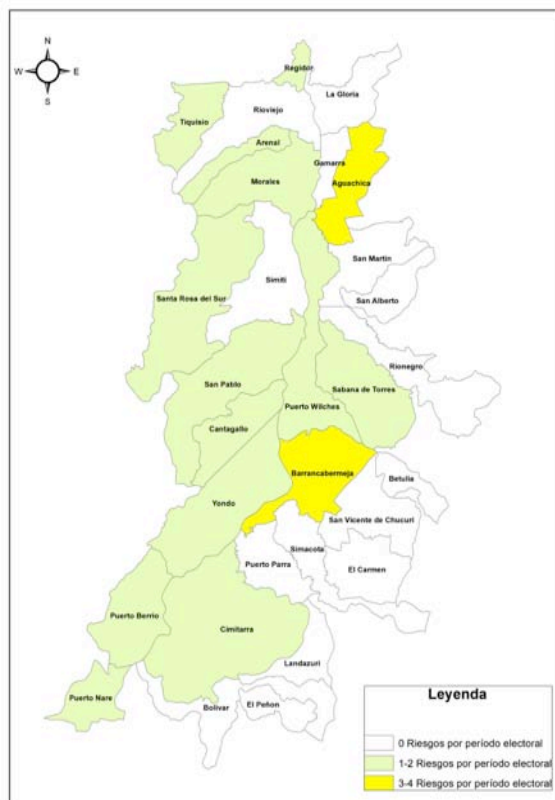 N
W E
S
Regidor
La Gloria
Rioviejo
Tiquisio
Arenal
Gamarra
Morales
Aguachica
San Martin
Simiti
Santa Rosa del Sur
San Alberto
Rionegro
San Pablo
Sabana de Torres
Puerto Wilches
Cantagallo
Barrancabermeja
Betulia
Yondo
San Vicente de Chucuri
Simacota
Puerto Parra
El Carmen
Puerto Berrio
Cimitarra
Landazuri
Puerto Nare
El Peñon
Bolivar
Leyenda
0 Riesgos por período electoral
1-2 Riesgos por período electoral
3-4 Riesgos por período electoral